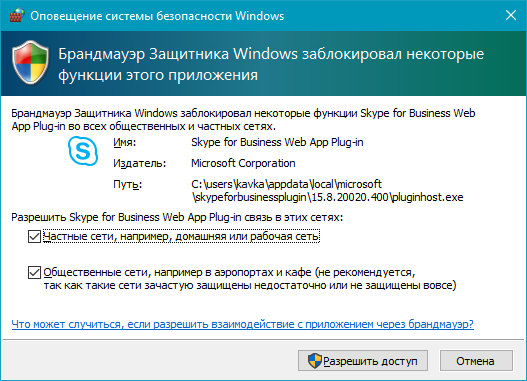 Оповещение системы безопасности Windows
Брандмауэр Защитника Windows заблокировал некоторые
функции этого приложения
Брандмауэр Защитника Windows заблокировал некоторые функции Skype for Business Web
App Plug-in во всех общественных и частных сетях.
Имя: Skype for Business Web App Plug-in
Издатель: Microsoft Corporation
Путь: C:\users\kavka\appdata\local\microsoft
\skypeforbusinessplugin\15.8.20020.400\pluginhost.exe
Разрешить Skype for Business Web App Plug-in связь в этих сетях:
Частные сети, например, домашняя или рабочая сеть
Общественные сети, например в аэропортах и кафе (не рекомендуется,
так как такие сети зачастую защищены недостаточно или не защищены вовсе)
Что может случиться, если разрешить взаимодействие с приложением через брандмауэр?
Разрешить доступ Отмена